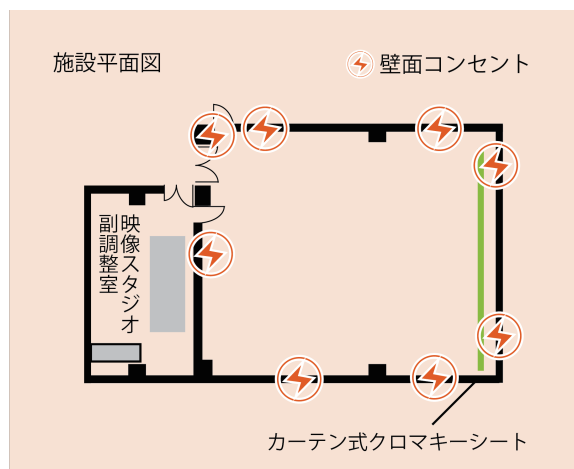 施設平面図
壁面コンセント
映像スタジオ
副調整室
カーテン式クロマキーシート